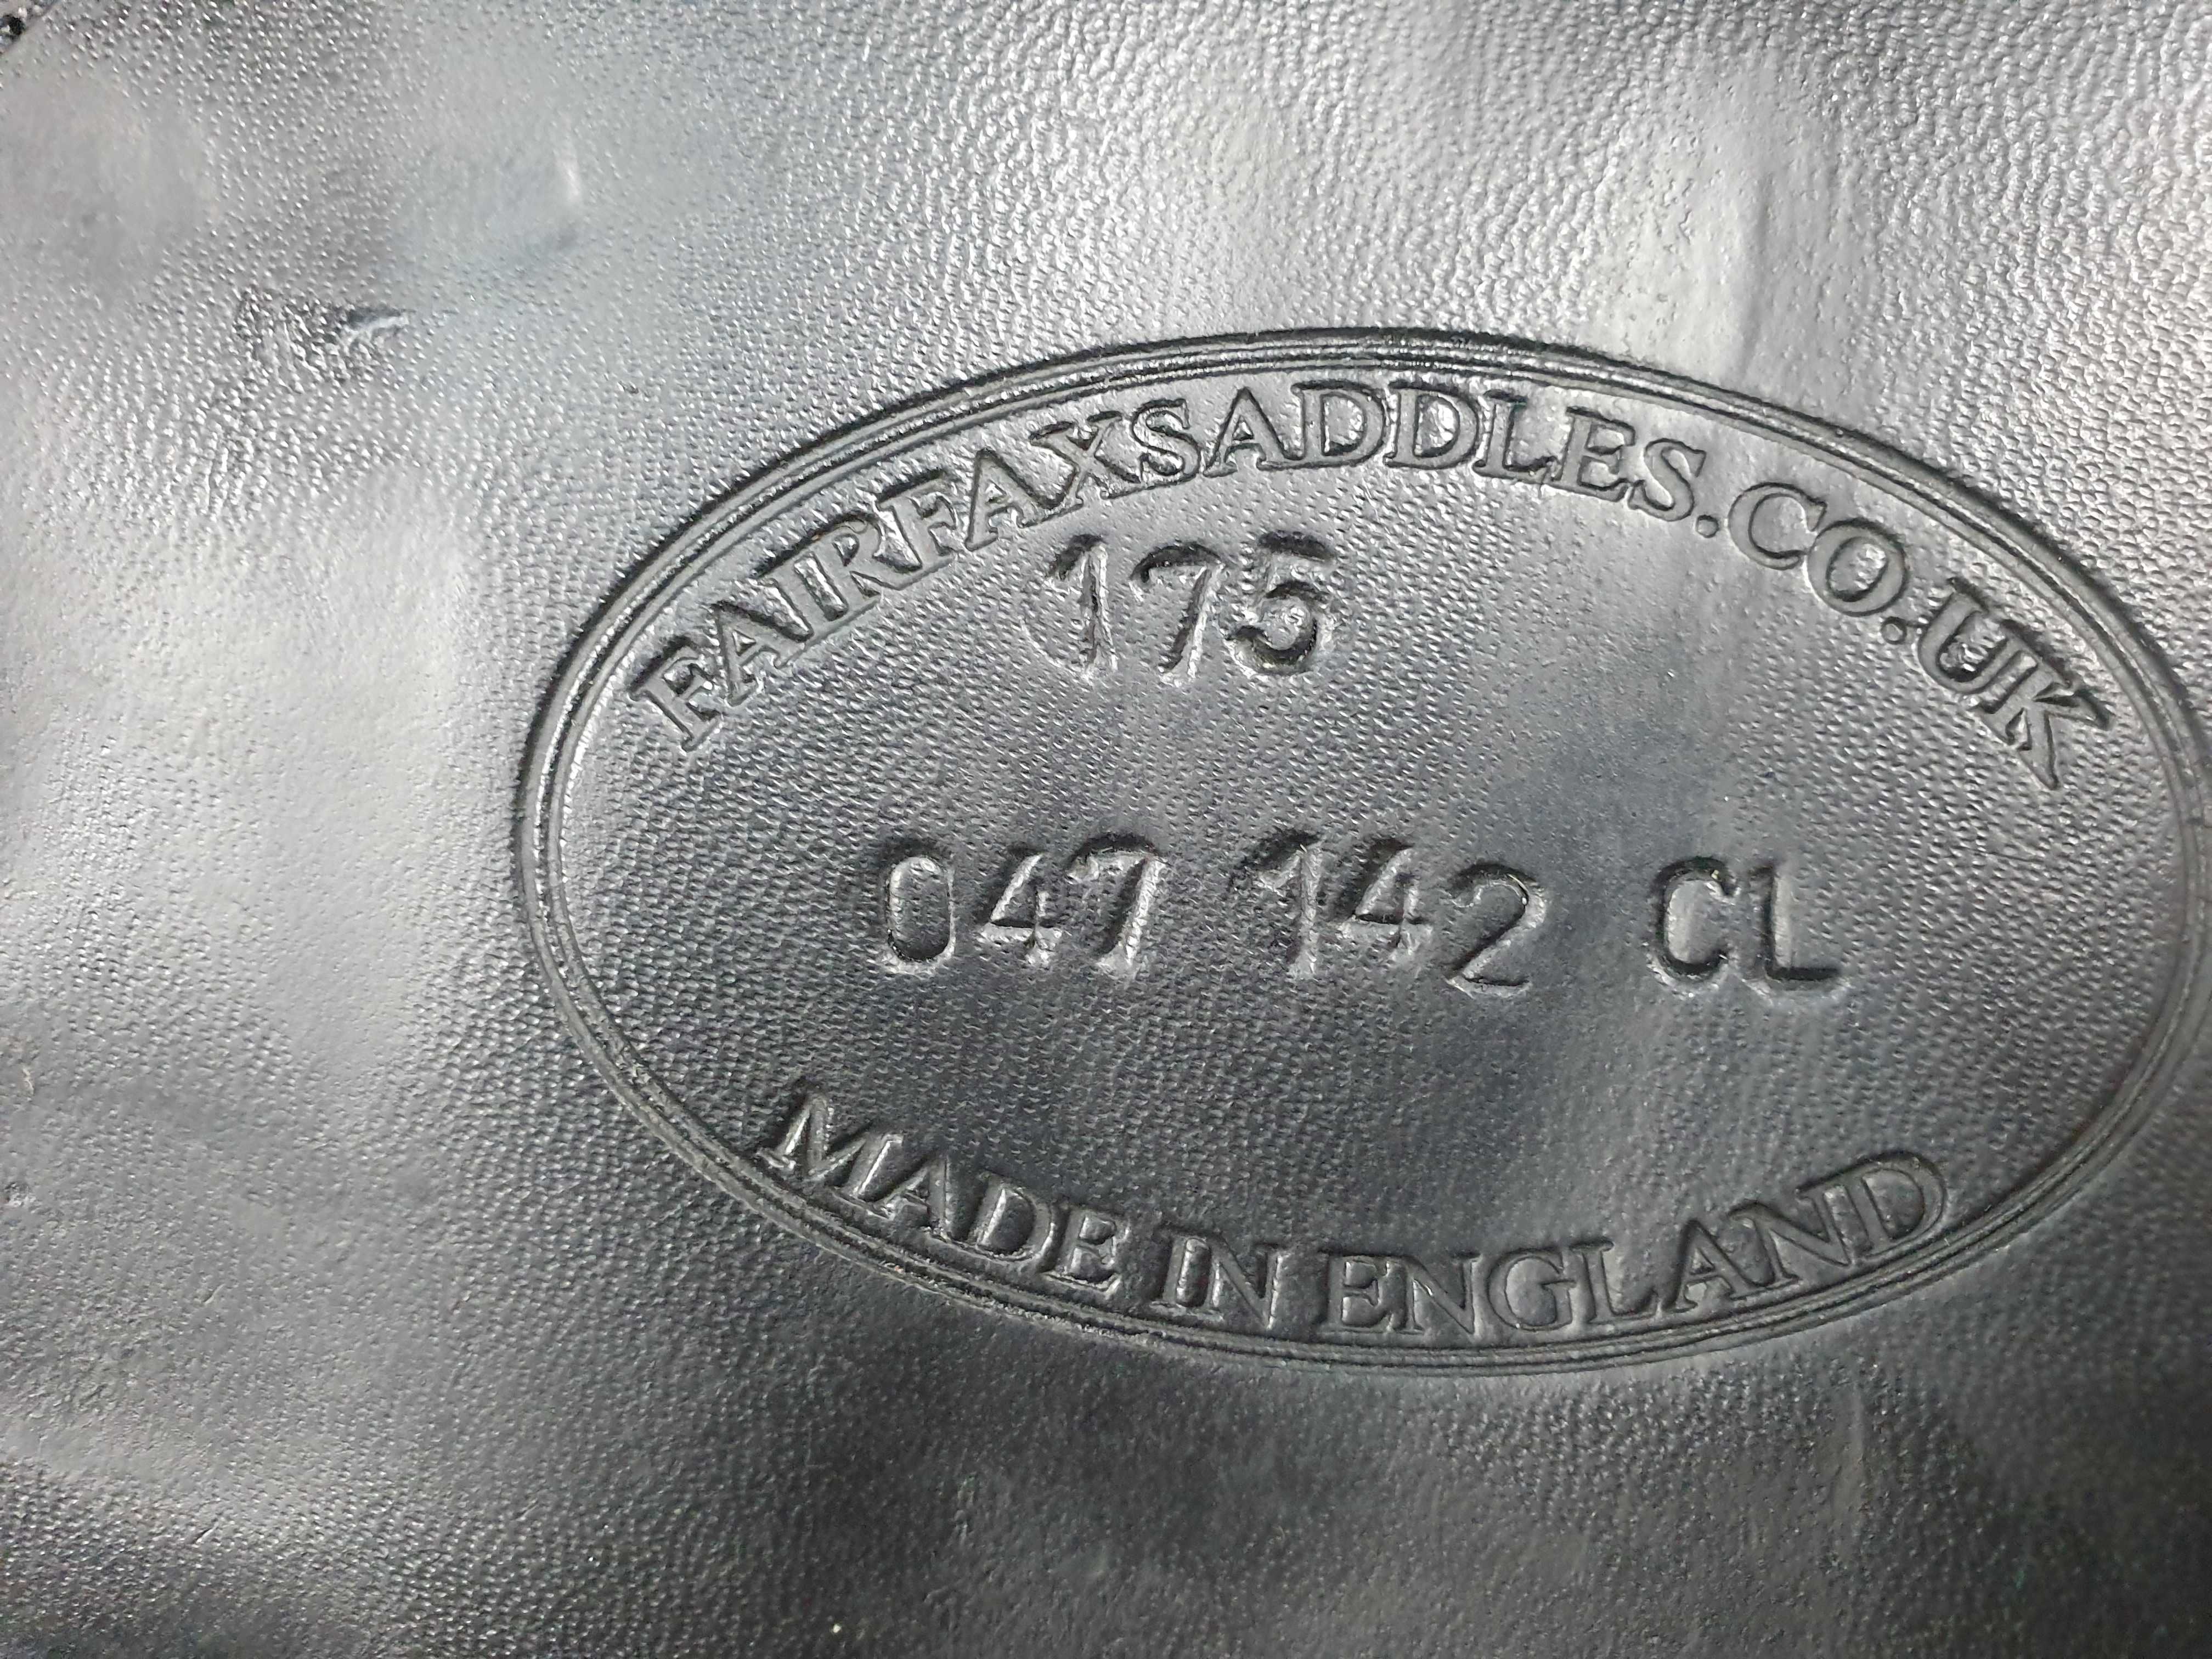 FAIRFAXSADDLES.CO.UK
175
047 142 CL
MADE IN ENGLAND